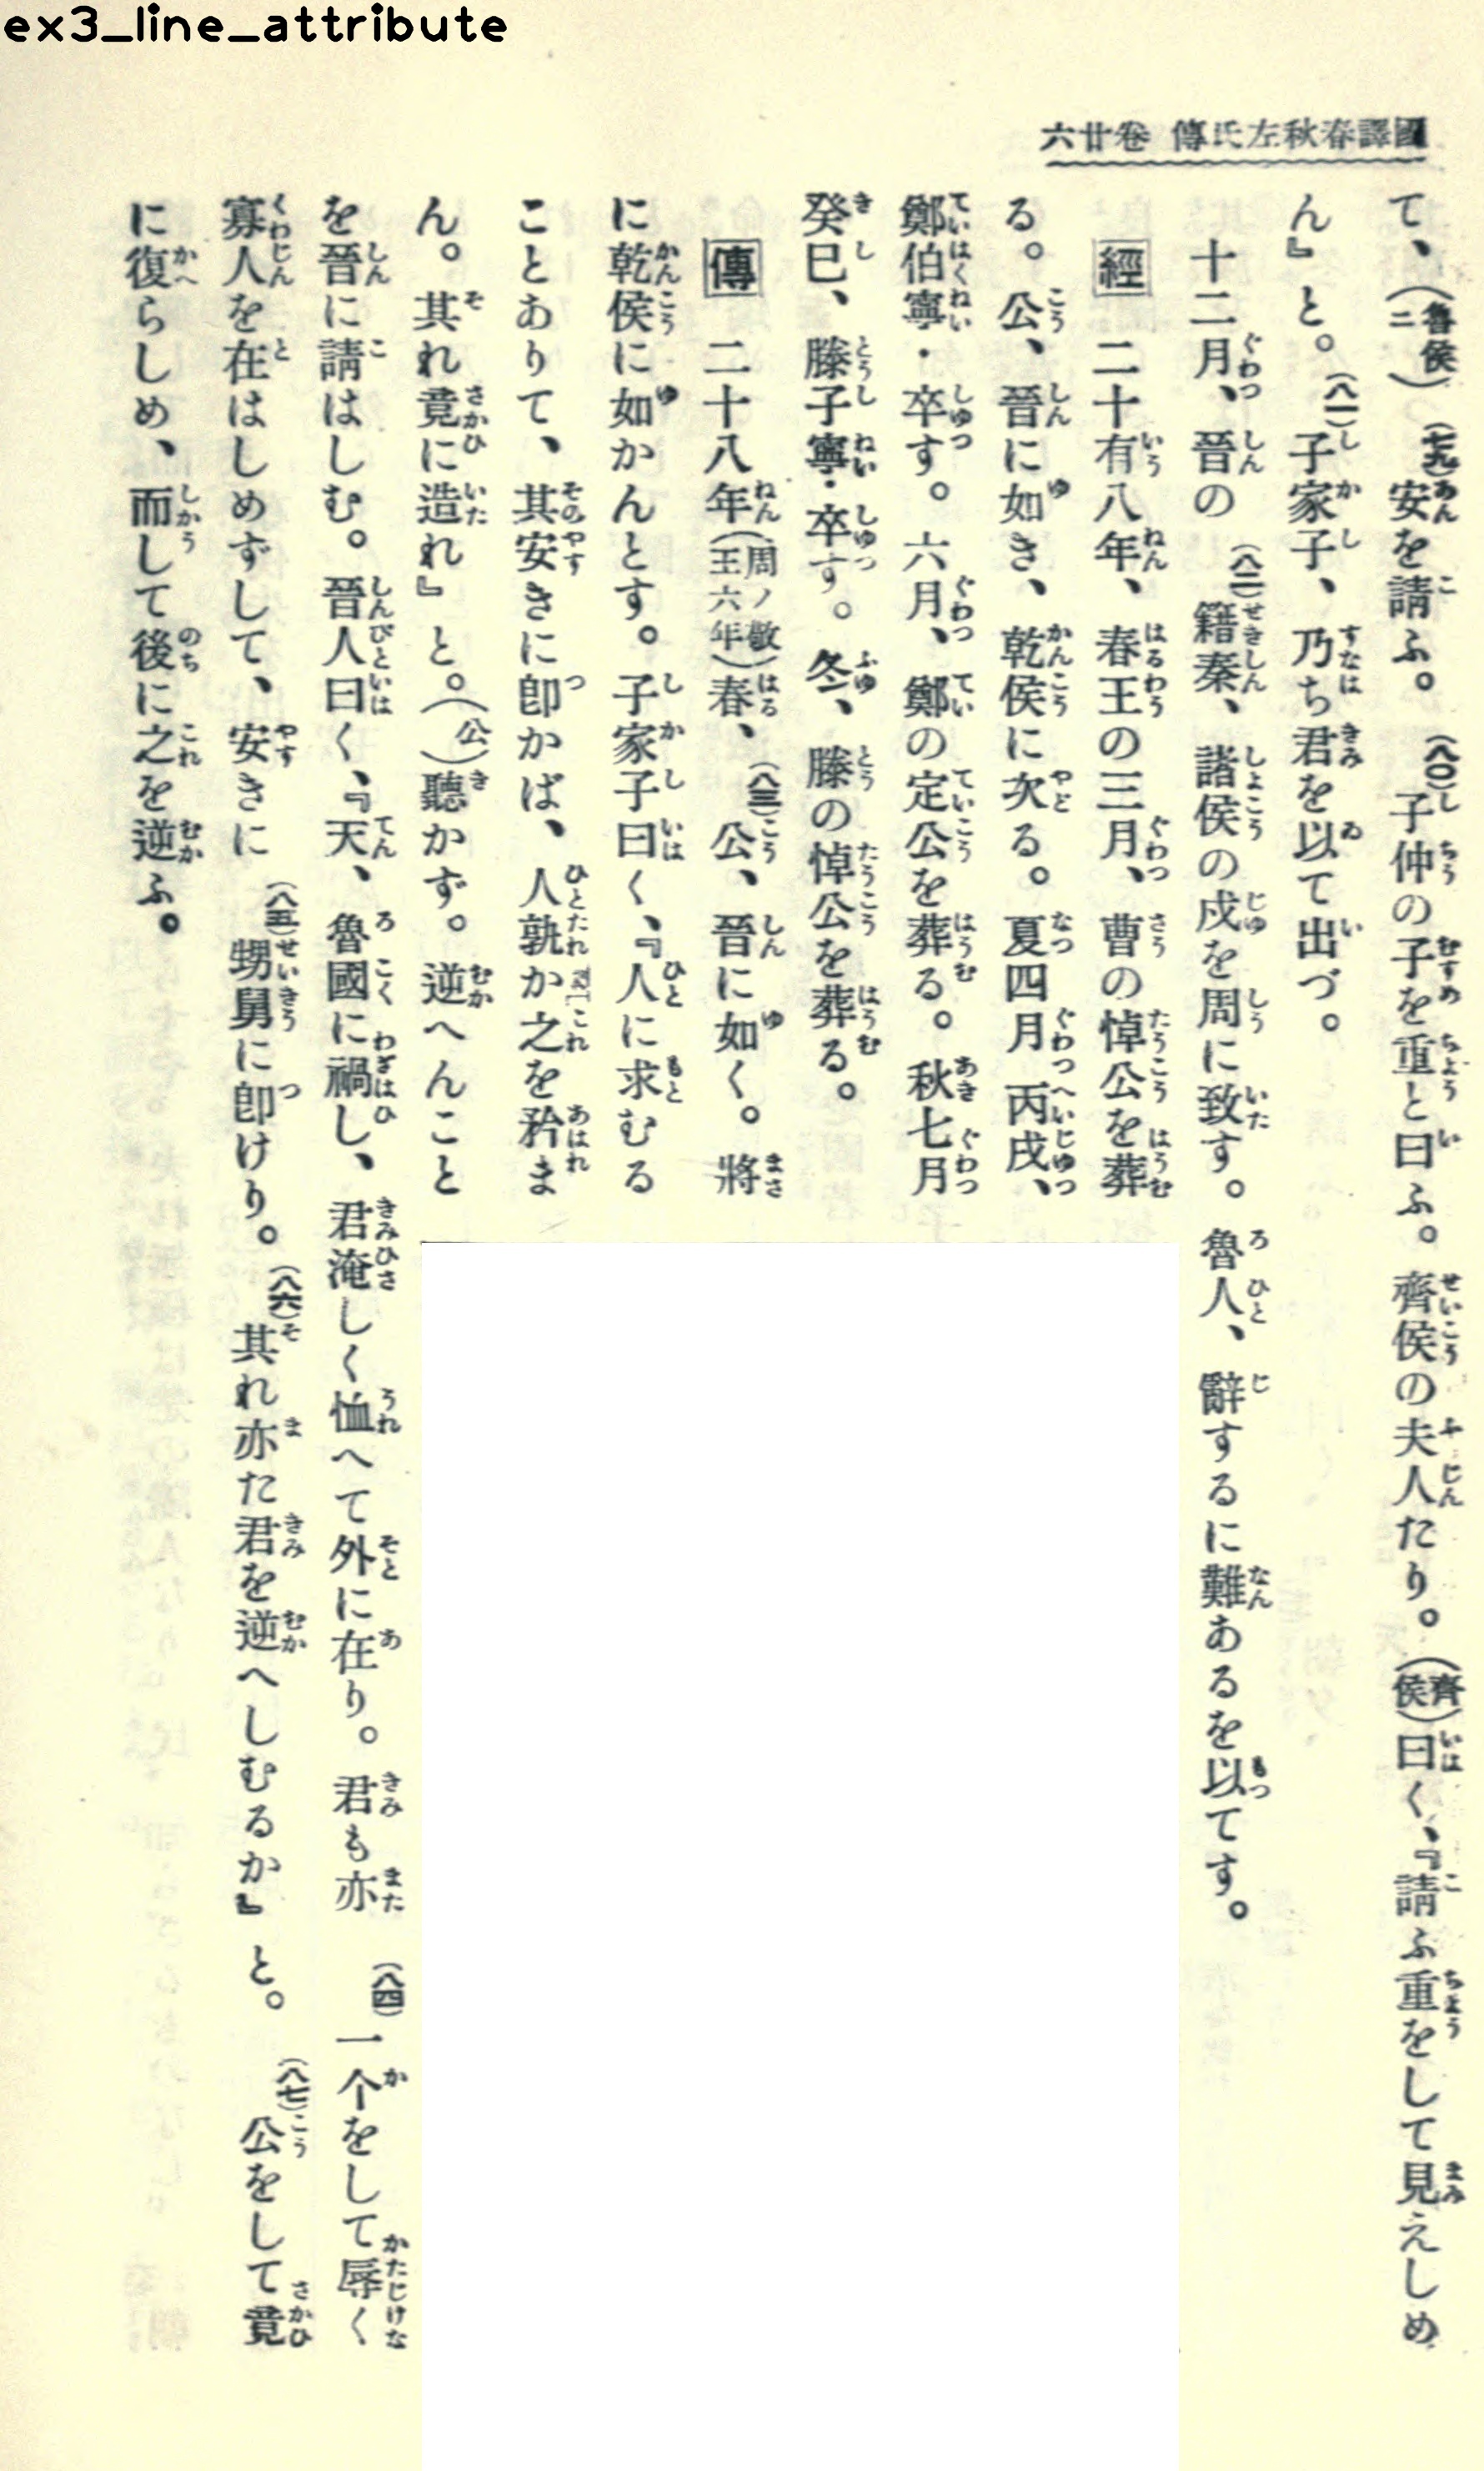 ex3_line_attribute
國譯春秋左氏傳 卷廿六
て、(魯侯ニ)(七九)安を請ふ。(八〇)子仲の子を重と曰ふ。齊侯の夫人たり。(齊侯)曰く、『請ふ重をして見えしめ
ん』と。(八一)子家子、乃ち君を以て出づ。
十二月、晉の(八二)籍秦、諸侯の戍を周に致す。魯人、辭するに難あるを以てす。
經 二十有八年、春王の三月、曹の悼公を葬
る。公、晉に如き、乾侯に次る。夏四月丙戌、
鄭伯寧・卒す。六月、鄭の定公を葬る。秋七月
癸巳、滕子寧・卒す。冬、滕の悼公を葬る。
傳 二十八年(周ノ敬王六年)春、(八三)公、晉に如く。將
に乾侯に如かんとす。子家子曰く、『人に求むる
ことありて、其安きに卽かば、人孰か之を矜ま
ん。其れ竟に造れ』と。(公)聽かず。逆へんこと
を晉に請はしむ。晉人曰く、『天、魯國に禍し、君淹しく恤へて外に在り。君も亦(八四)一个をして辱く
寡人を在はしめずして、安きに(八五)甥舅に卽けり。(八六)其れ亦た君を逆へしむるか』と。(八七)公をして竟
に復らしめ、而して後に之を逆ふ。